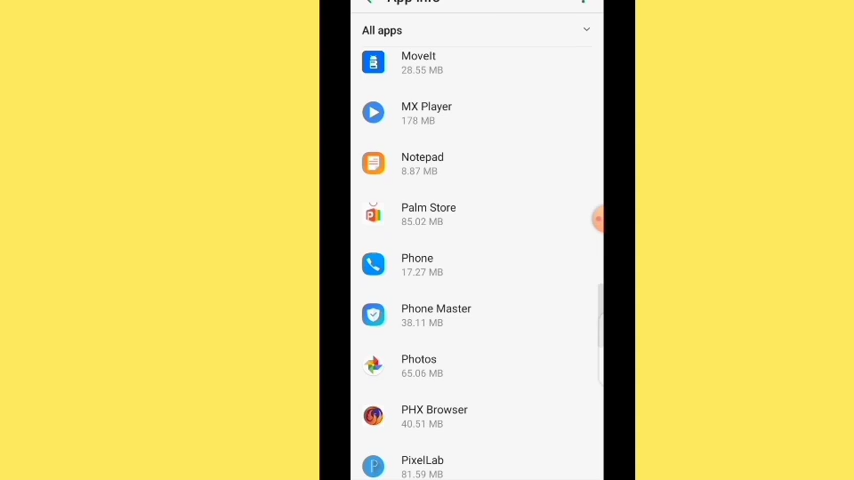 App info
All apps
MoveIt
28.55 MB
MX Player
178 MB
Notepad
8.87 MB
Palm Store
85.02 MB
Phone
17.27 MB
Phone Master
38.11 MB
Photos
65.06 MB
PHX Browser
40.51 MB
PixelLab
81.59 MB